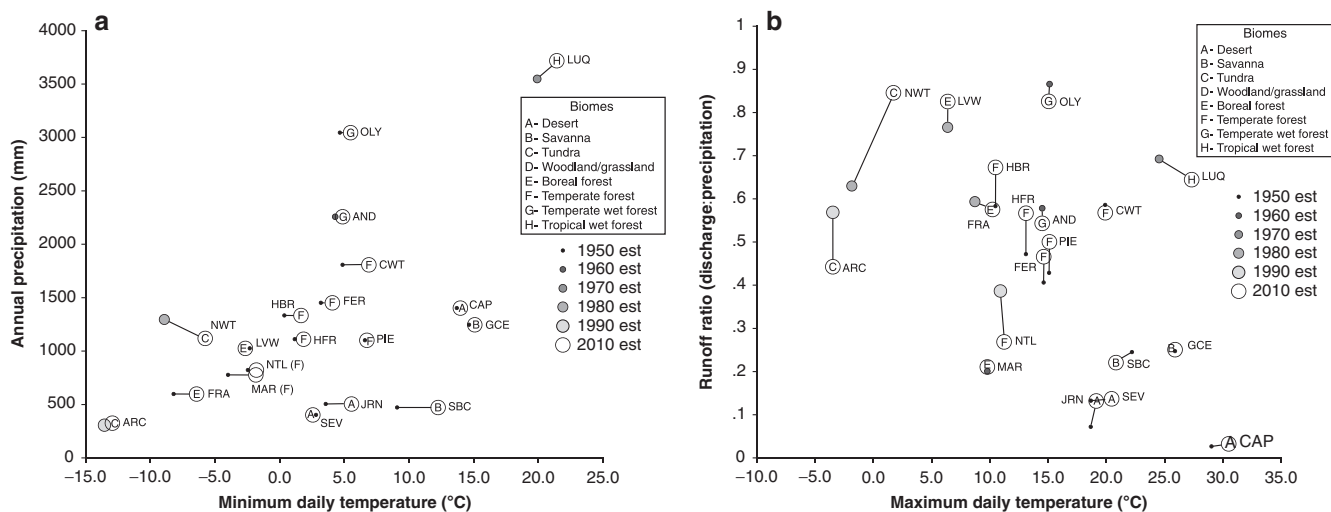 a
Annual precipitation (mm)
4000
3500
3000
2500
2000
1500
1000
500
0
−15.0 −10.0 −5.0 0.0 5.0 10.0 15.0 20.0 25.0
Minimum daily temperature (°C)
H LUQ
G OLY
G AND
F CWT
HBR F
F FER
A CAP
B GCE
NWT
C
E LVW
F HFR
F PIE
NTL (F)
MAR (F)
E FRA
A JRN
A
SEV
B SBC
C ARC
Biomes
A- Desert
B- Savanna
C- Tundra
D- Woodland/grassland
E- Boreal forest
F- Temperate forest
G- Temperate wet forest
H- Tropical wet forest
1950 est
1960 est
1970 est
1980 est
1990 est
2010 est
b
Runoff ratio (discharge:precipitation)
1
.9
.8
.7
.6
.5
.4
.3
.2
.1
0
−10.0 −5.0 0.0 5.0 10.0 15.0 20.0 25.0 30.0 35.0
Maximum daily temperature (°C)
C NWT
E LVW
G OLY
F HBR
H LUQ
E
FRA
HFR
F
G AND
F CWT
F PIE
FER F
C ARC
F
NTL
E
MAR
B
SBC
B GCE
JRN A
A SEV
A CAP
Biomes
A- Desert
B- Savanna
C- Tundra
D- Woodland/grassland
E- Boreal forest
F- Temperate forest
G- Temperate wet forest
H- Tropical wet forest
1950 est
1960 est
1970 est
1980 est
1990 est
2010 est